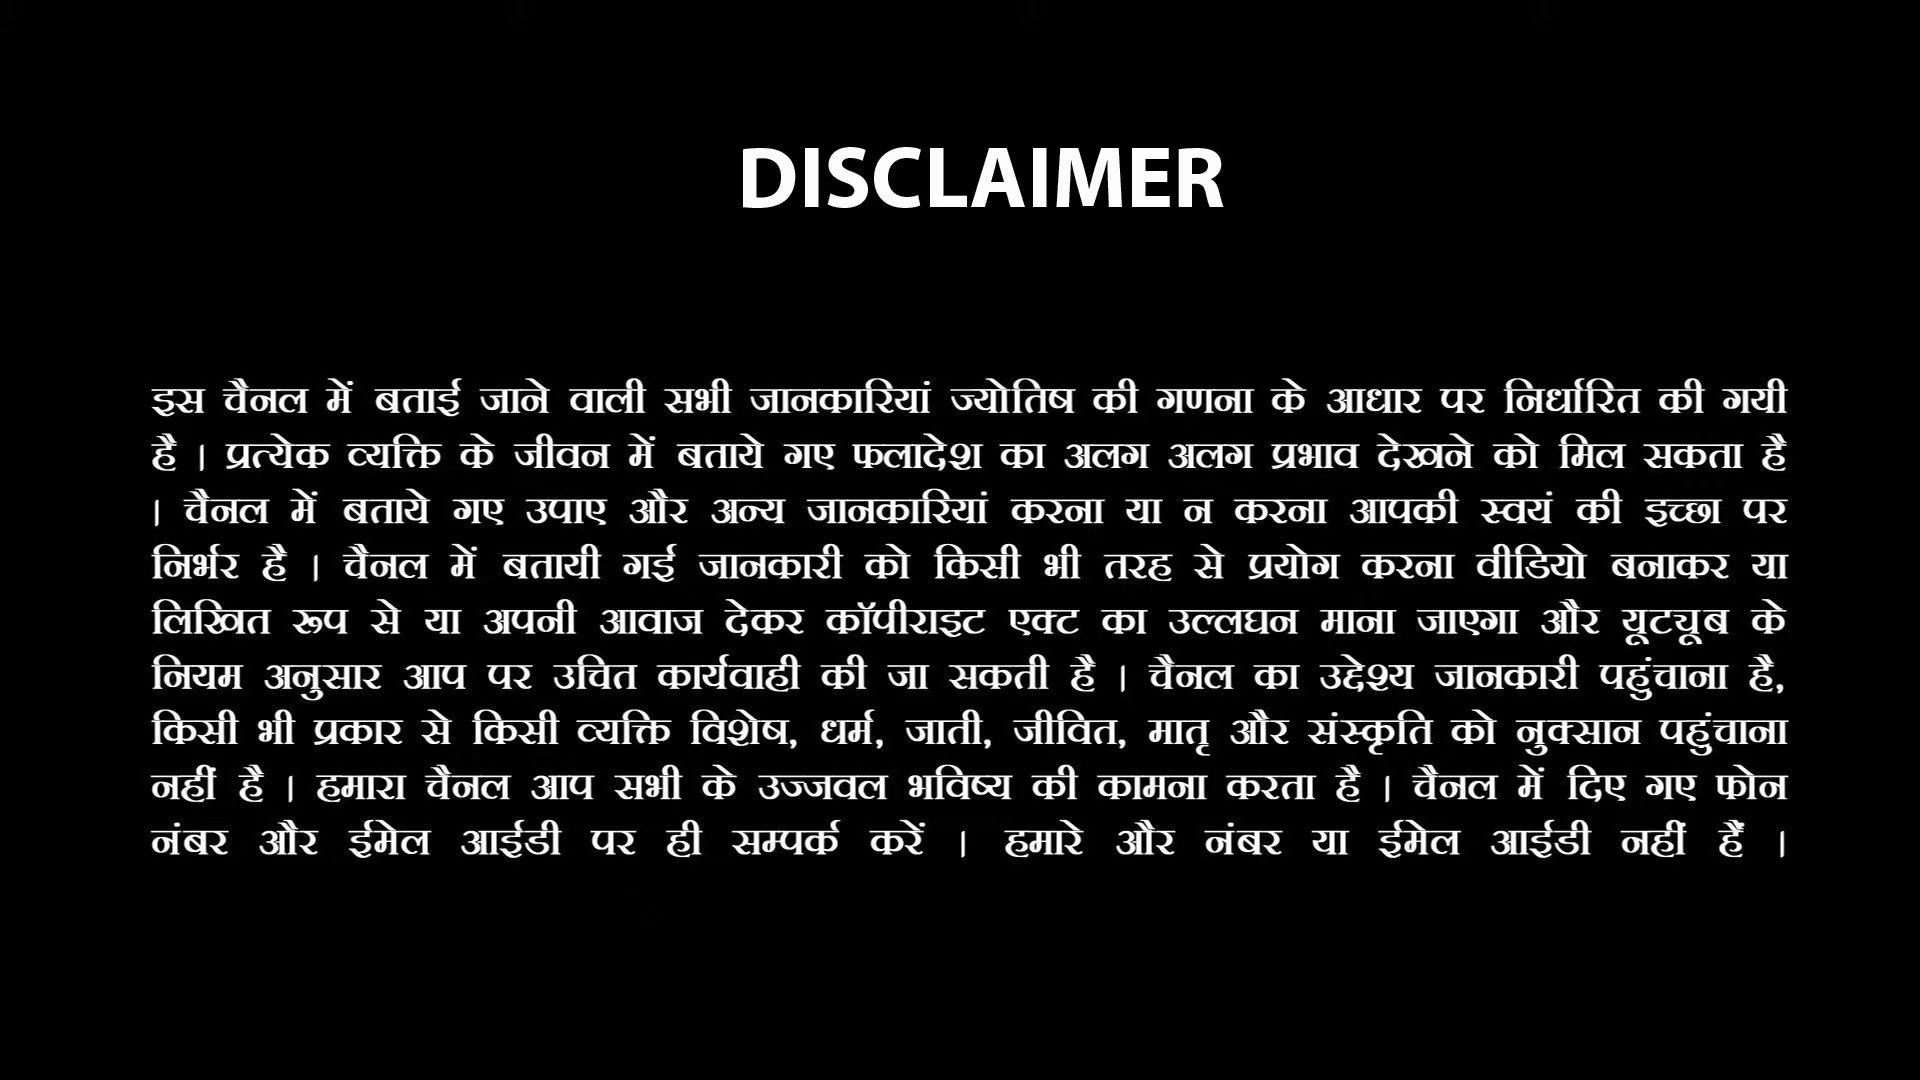 DISCLAIMER
इस चैनल में बताई जाने वाली सभी जानकारियां ज्योतिष की गणना के आधार पर निर्धारित की गयी
है । प्रत्येक व्यक्ति के जीवन में बताये गए फलादेश का अलग अलग प्रभाव देखने को मिल सकता है
। चैनल में बताये गए उपाए और अन्य जानकारियां करना या न करना आपकी स्वयं की इच्छा पर
निर्भर है । चैनल में बतायी गई जानकारी को किसी भी तरह से प्रयोग करना वीडियो बनाकर या
लिखित रूप से या अपनी आवाज देकर कॉपीराइट एक्ट का उल्लघन माना जाएगा और यूट्यूब के
नियम अनुसार आप पर उचित कार्यवाही की जा सकती है । चैनल का उद्देश्य जानकारी पहुंचाना है,
किसी भी प्रकार से किसी व्यक्ति विशेष, धर्म, जाती, जीवित, मातृ और संस्कृति को नुक्सान पहुंचाना
नहीं है । हमारा चैनल आप सभी के उज्जवल भविष्य की कामना करता है । चैनल में दिए गए फोन
नंबर और ईमेल आईडी पर ही सम्पर्क करें । हमारे और नंबर या ईमेल आईडी नहीं हैं ।